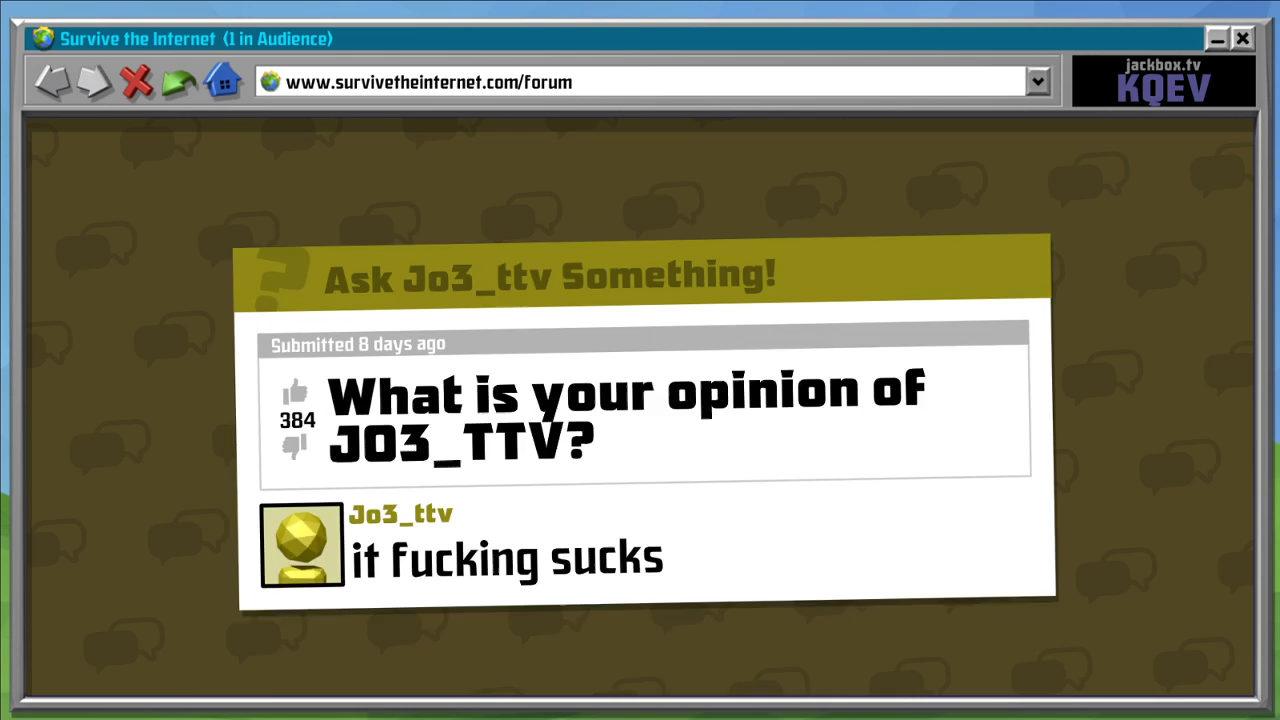 Survive the Internet (1 in Audience)
www.survivetheinternet.com/forum
jackbox.tv
KQEV
Ask Jo3_ttv Something!
Submitted 8 days ago
384
What is your opinion of
JO3_TTV?
Jo3_ttv
it fucking sucks